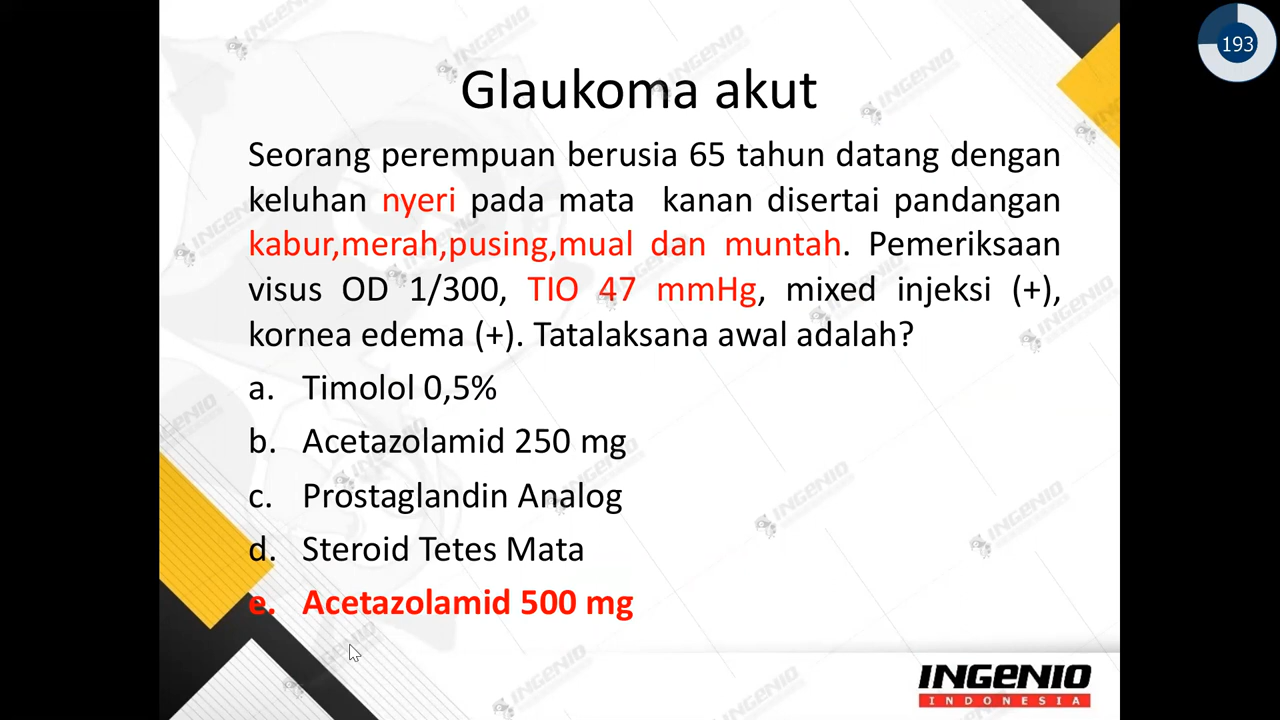 193
Glaukoma akut
Seorang perempuan berusia 65 tahun datang dengan
keluhan nyeri pada mata kanan disertai pandangan
kabur,merah,pusing,mual dan muntah. Pemeriksaan
visus OD 1/300, TIO 47 mmHg, mixed injeksi (+),
kornea edema (+). Tatalaksana awal adalah?
a. Timolol 0,5%
b. Acetazolamid 250 mg
c. Prostaglandin Analog
d. Steroid Tetes Mata
e. Acetazolamid 500 mg
INGENIO
INDONESIA